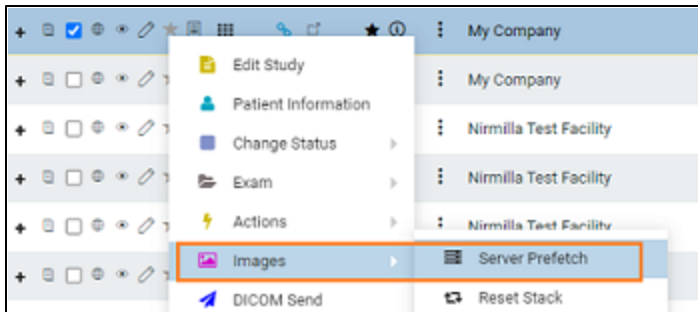 My Company
Edit Study
My Company
Patient Information
Nirmilla Test Facility
Change Status
Exam
Nirmilla Test Facility
Actions
Nirmilla Test Facility
Images
Server Prefetch
DICOM Send
Reset Stack